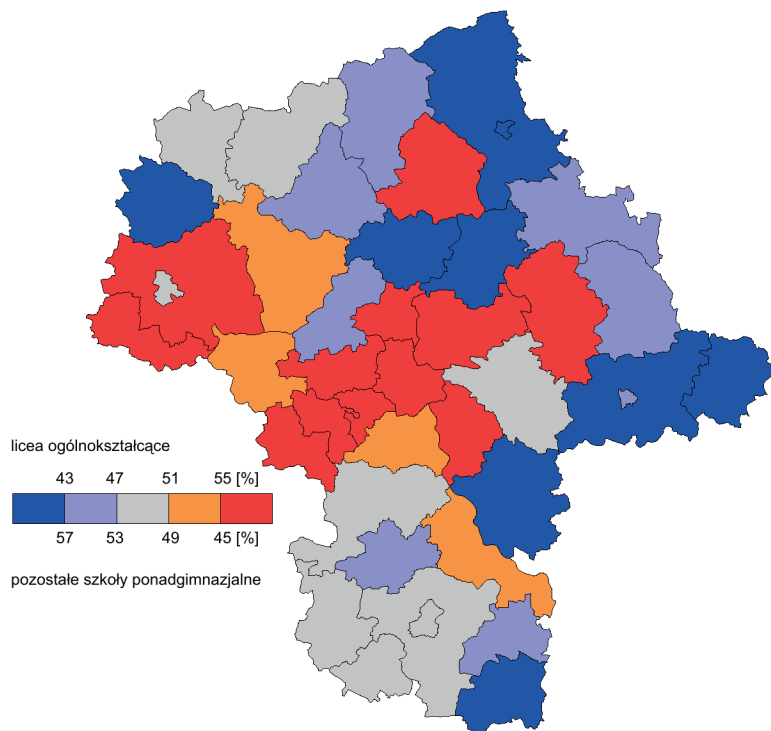 licea ogólnokształcące
43 47 51 55 [%]
57 53 49 45 [%]
pozostałe szkoły ponadgimnazjalne